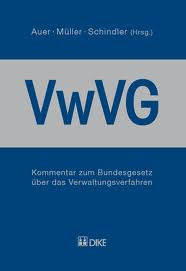 Auer · Müller · Schindler (Hrsg.)
VwVG
Kommentar zum Bundesgesetz
über das Verwaltungsverfahren
DIKE